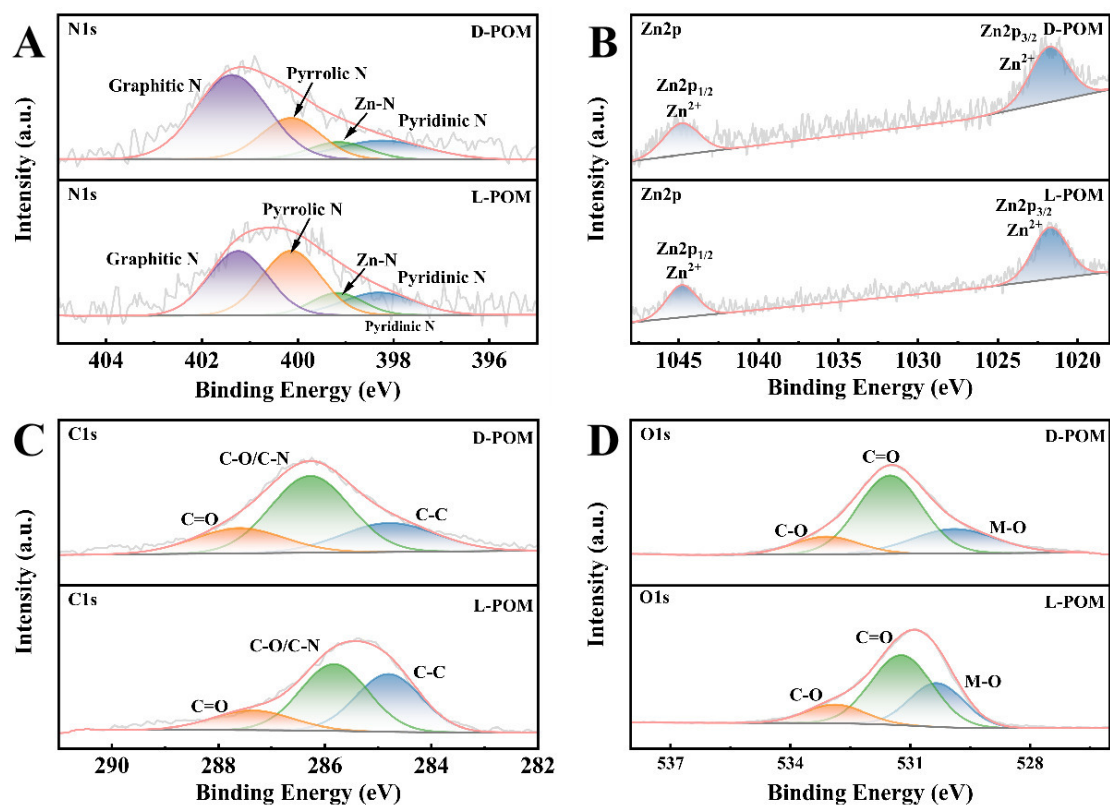 A
N1s
D-POM
Graphitic N
Pyrrolic N
Zn-N
Pyridinic N
N1s
L-POM
Graphitic N
Pyrrolic N
Zn-N
Pyridinic N
Pyridinic N
404 402 400 398 396
Binding Energy (eV)
Intensity (a.u.)
B
Zn2p
Zn2p3/2 D-POM
Zn2+
Zn2p1/2
Zn2+
Zn2p
L-POM
Zn2p3/2
Zn2+
Zn2p1/2
Zn2+
1045 1040 1035 1030 1025 1020
Binding Energy (eV)
Intensity (a.u.)
C
C1s
D-POM
C-O/C-N
C=O
C-C
C1s
L-POM
C-O/C-N
C-C
C=O
290 288 286 284 282
Binding Energy (eV)
Intensity (a.u.)
D
O1s
D-POM
C=O
C-O
M-O
O1s
L-POM
C=O
C-O
M-O
537 534 531 528
Binding Energy (eV)
Intensity (a.u.)